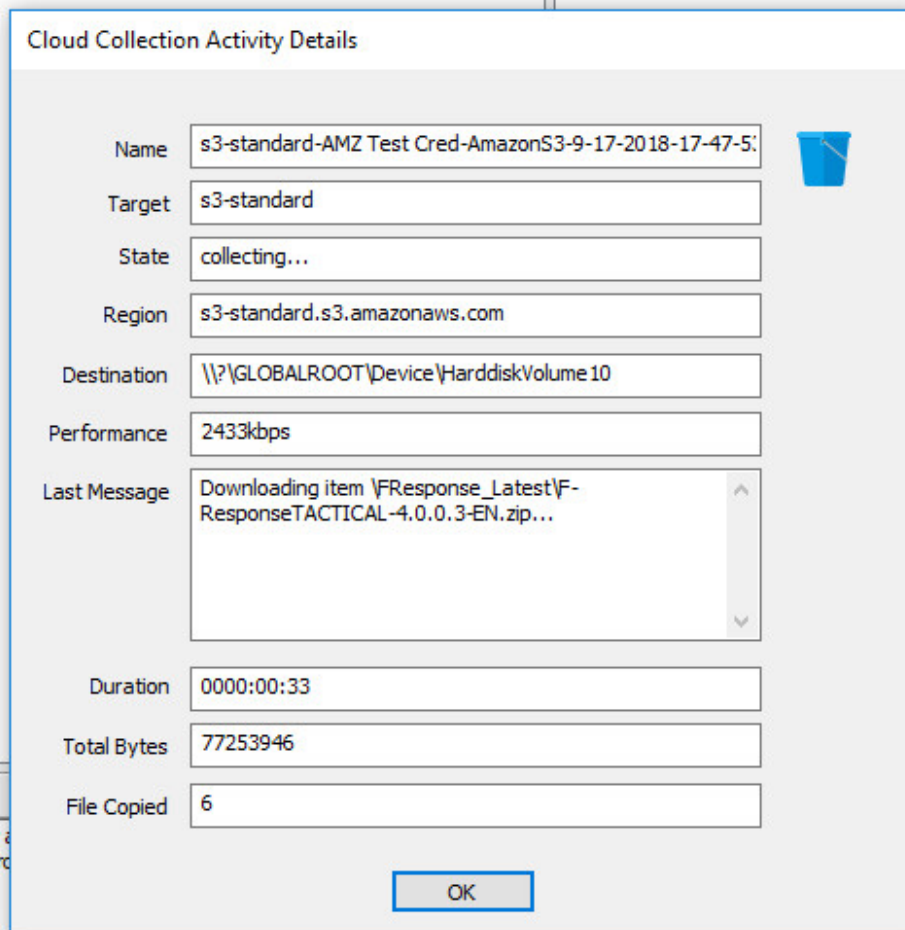 Cloud Collection Activity Details
Name s3-standard-AMZ Test Cred-AmazonS3-9-17-2018-17-47-5
Target s3-standard
State collecting...
Region s3-standard.s3.amazonaws.com
Destination \\?\GLOBALROOT\Device\HarddiskVolume10
Performance 2433kbps
Last Message Downloading item \FResponse_Latest\F-
ResponseTACTICAL-4.0.0.3-EN.zip...
Duration 0000:00:33
Total Bytes 77253946
File Copied 6
OK